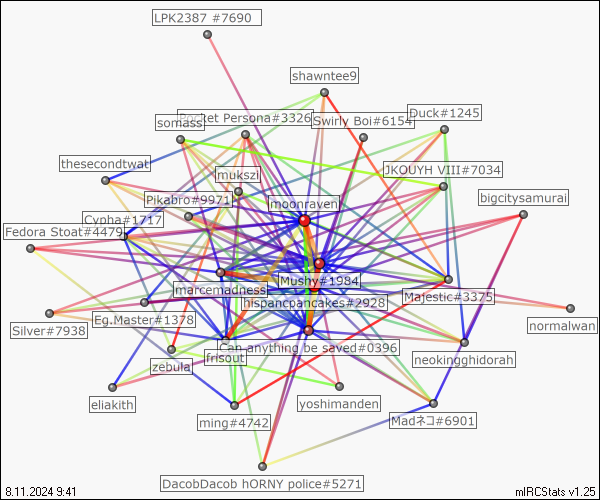 LPK2387 #7690
shawntee9
Pocket Persona#3326
Duck#1245
somass
Swirly Boi#6154
thesecondtwat
mukszi
JKQUYH VIII#7034
Pikabro#9971
bigcitysamurai
moonraven
Cypha#1717
Fedora Stoat#4479
Mushy#1984
marcemadness
Majestic#3375
hispancpancakes#2928
Eg.Master#1378
Silver#7938
normalwan
Can anything be saved#0396
frisout
neokingghidorah
zebula
eliakith
yoshimanden
ming#4742
Madネコ#6901
DacobDacob hORNY police#5271
8.11.2024 9:41
mIRCStats v1.25